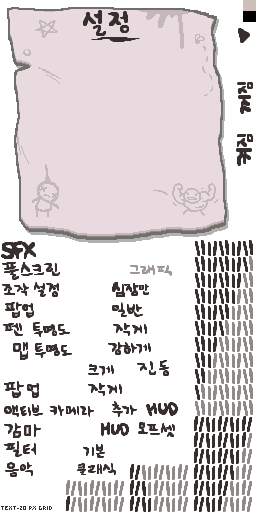 설정
SFX
풀스크린 그래픽
조작 설정 십잠만
팝업 일반
펜 투명도 작게
맵 투명도 강하게
크게 진동
팝업 작게
액티브 카메라 추가 HUD
감마 HUD 오프셋
필터 기본
음악 클래식
TEXT-20 PX GRID